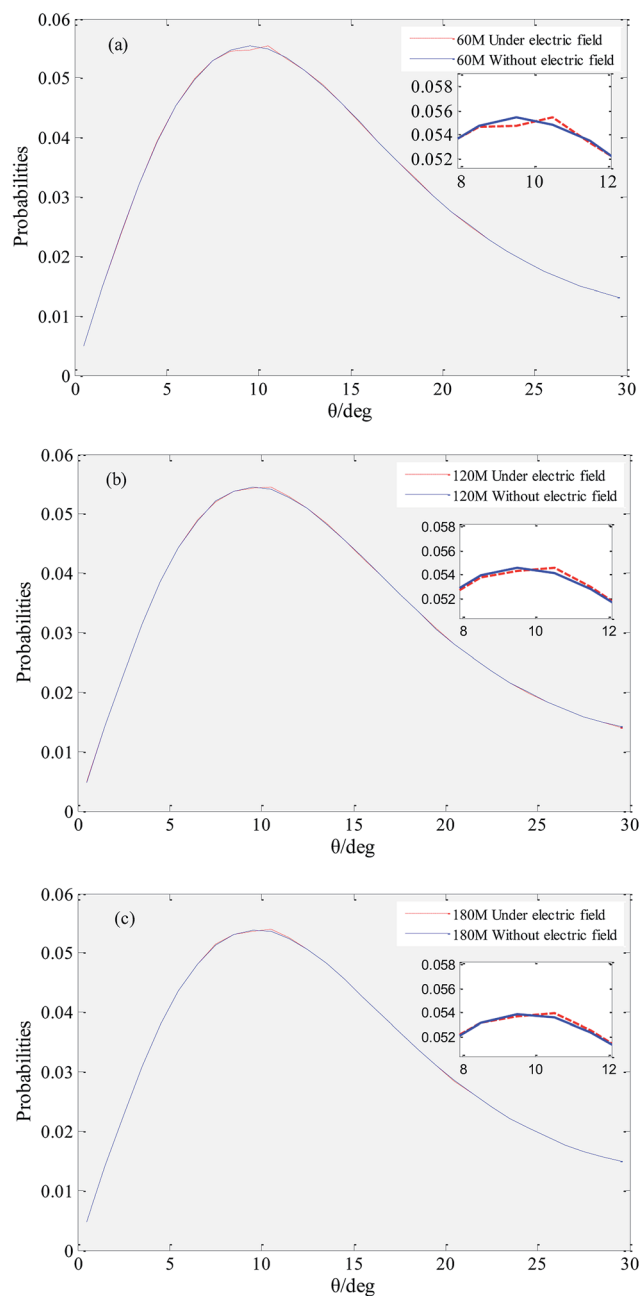 (a)
60M Under electric field
60M Without electric field
0.058
0.056
0.054
0.052
8 10 12
0.06
0.05
0.04
0.03
0.02
0.01
0
Probabilities
0 5 10 15 20 25 30
θ/deg
(b)
120M Under electric field
120M Without electric field
0.058
0.056
0.054
0.052
8 10 12
0.06
0.05
0.04
0.03
0.02
0.01
0
Probabilities
0 5 10 15 20 25 30
θ/deg
(c)
180M Under electric field
180M Without electric field
0.058
0.056
0.054
0.052
8 10 12
0.06
0.05
0.04
0.03
0.02
0.01
0
Probabilities
0 5 10 15 20 25 30
θ/deg